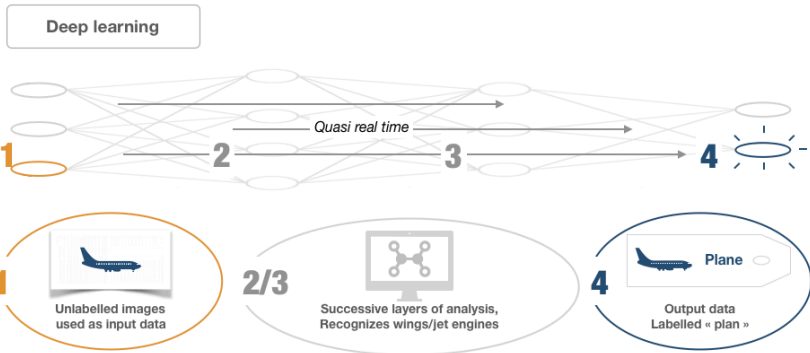 Deep learning
Quasi real time
1
2
3
4
1
2/3
4
Plane
Unlabelled images
used as input data
Successive layers of analysis,
Recognizes wings/jet engines
Output data
Labelled « plan »